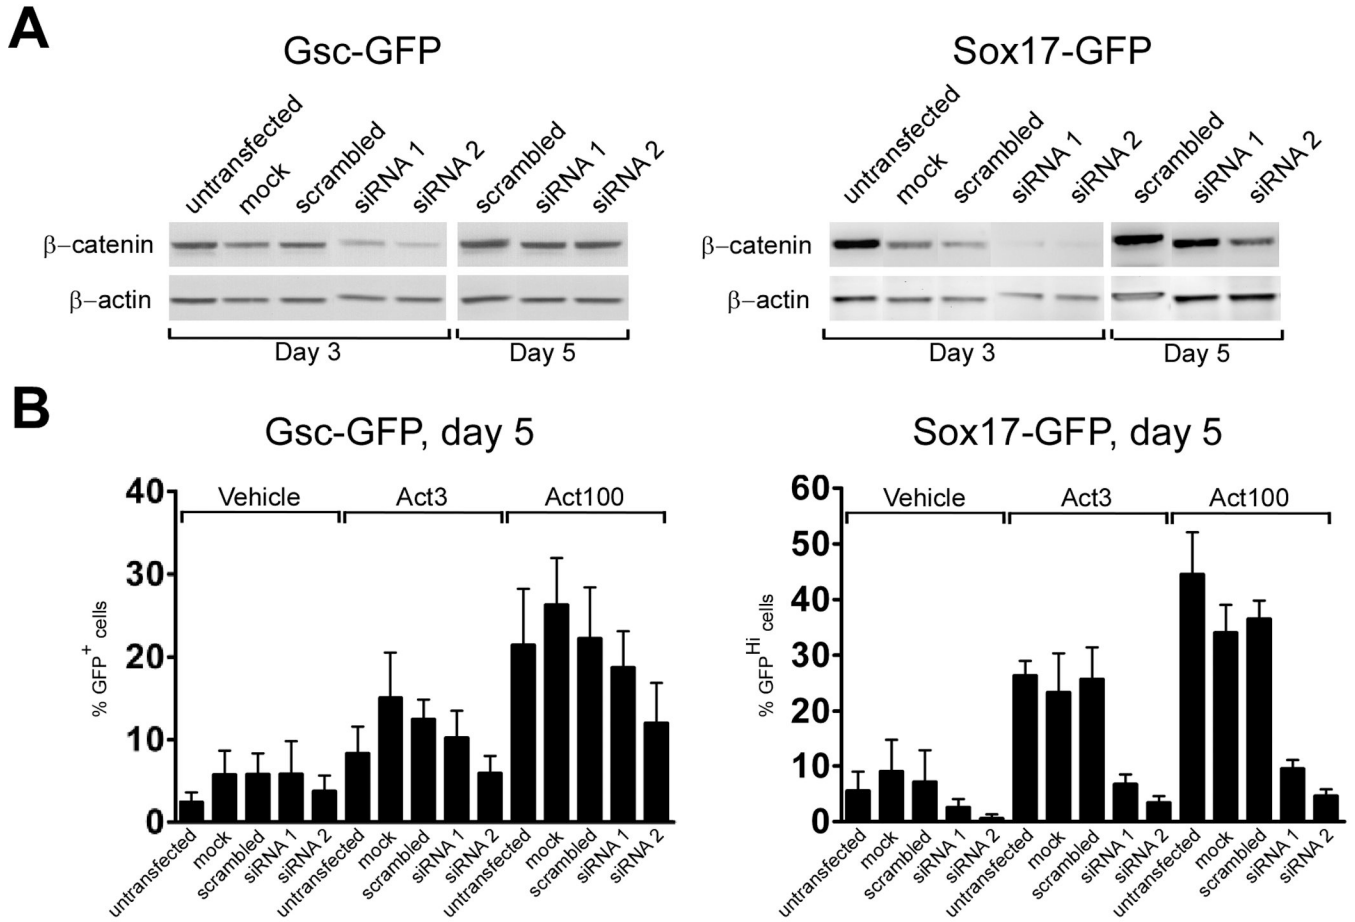 A
Gsc-GFP
Sox17-GFP
untransfected
mock
scrambled
siRNA 1
siRNA 2
scrambled
siRNA 1
siRNA 2
untransfected
mock
scrambled
siRNA 1
siRNA 2
scrambled
siRNA 1
siRNA 2
β−catenin
β−actin
Day 3
Day 5
β−catenin
β−actin
Day 3
Day 5
B
Gsc-GFP, day 5
Vehicle
Act3
Act100
% GFP+ cells
40
30
20
10
0
untransfected
mock
scrambled
siRNA 1
siRNA 2
untransfected
mock
scrambled
siRNA 1
siRNA 2
untransfected
mock
scrambled
siRNA 1
siRNA 2
Sox17-GFP, day 5
Vehicle
Act3
Act100
% GFPHi cells
60
50
40
30
20
10
0
untransfected
mock
scrambled
siRNA 1
siRNA 2
untransfected
mock
scrambled
siRNA 1
siRNA 2
untransfected
mock
scrambled
siRNA 1
siRNA 2